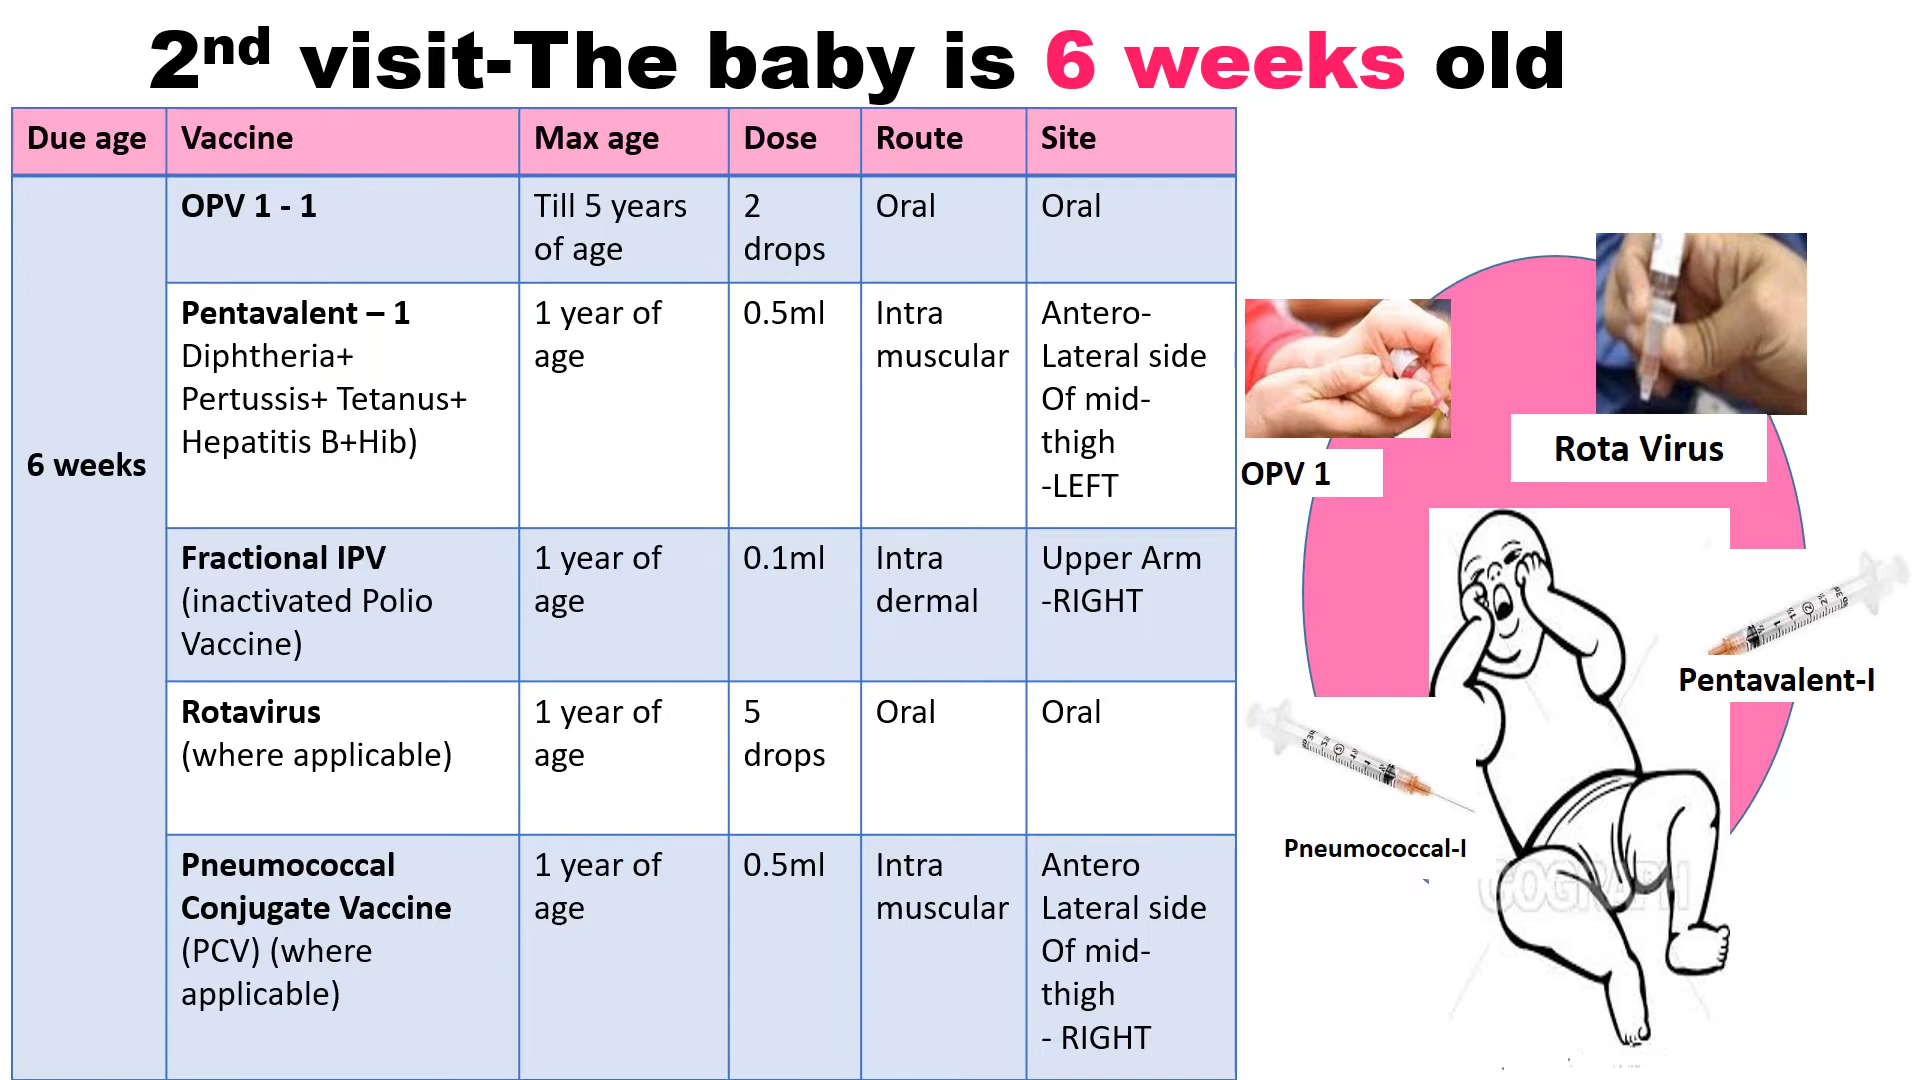 2nd visit-The baby is 6 weeks old
Due age
Vaccine
Max age
Dose
Route
Site
6 weeks
OPV 1 - 1
Till 5 years
of age
2
drops
Oral
Oral
Pentavalent – 1
Diphtheria+
Pertussis+ Tetanus+
Hepatitis B+Hib)
1 year of
age
0.5ml
Intra
muscular
Antero-
Lateral side
Of mid-
thigh
-LEFT
Fractional IPV
(inactivated Polio
Vaccine)
1 year of
age
0.1ml
Intra
dermal
Upper Arm
-RIGHT
Rotavirus
(where applicable)
1 year of
age
5
drops
Oral
Oral
Pneumococcal
Conjugate Vaccine
(PCV) (where
applicable)
1 year of
age
0.5ml
Intra
muscular
Antero
Lateral side
Of mid-
thigh
- RIGHT
OPV 1
Rota Virus
Pentavalent-I
Pneumococcal-I
GOGRAPH